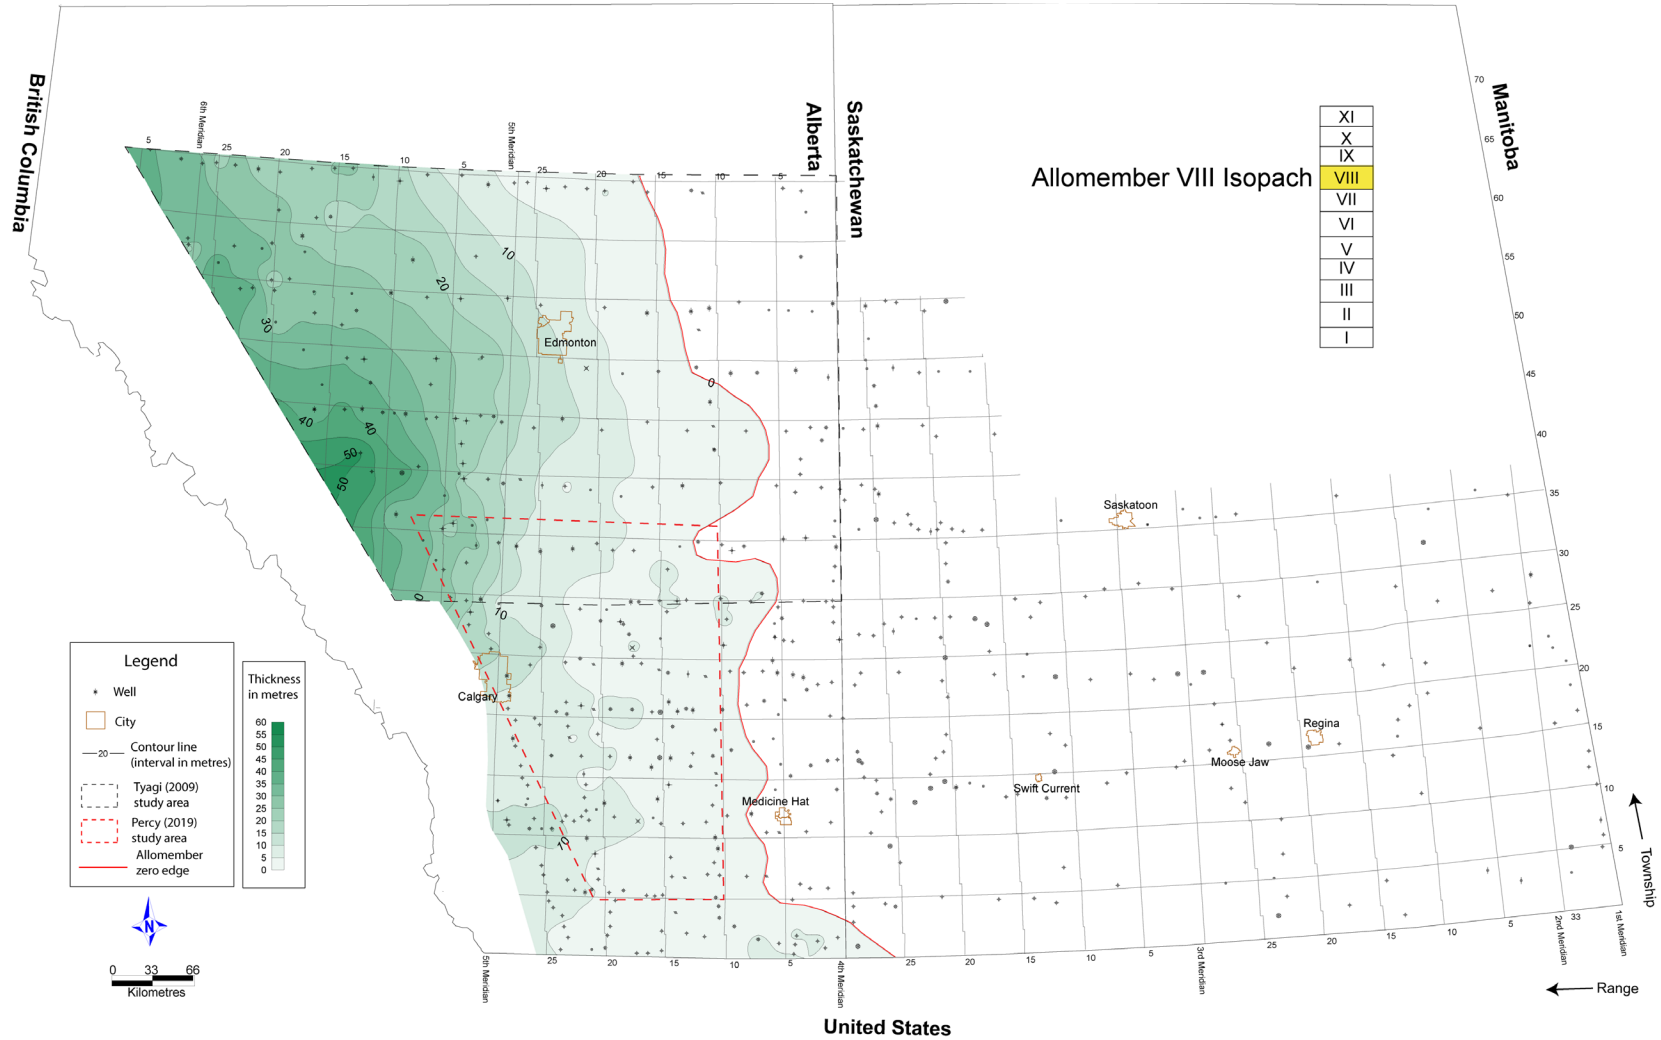 British Columbia
Alberta
Saskatchewan
Manitoba
6th Meridian
5th Meridian
5
25
20
15
10
5
25
20
15
10
5
70
65
60
55
50
45
40
35
30
25
20
15
10
5
Allomember VIII Isopach
XI
X
IX
VIII
VII
VI
V
IV
III
II
I
10
20
30
Edmonton
0
40
40
50
50
Saskatoon
0
10
Calgary
Regina
Moose Jaw
Swift Current
Medicine Hat
10
Legend
Well
City
20
Contour line
(interval in metres)
Tyagi (2009)
study area
Percy (2019)
study area
Allomember
zero edge
Thickness
in metres
60
55
50
45
40
35
30
25
20
15
10
5
0
N
0 33 66
Kilometres
5th Meridian
25
20
15
10
5
4th Meridian
25
20
15
10
5
3rd Meridian
25
20
15
10
5
2nd Meridian
33
1st Meridian
Township
Range
United States